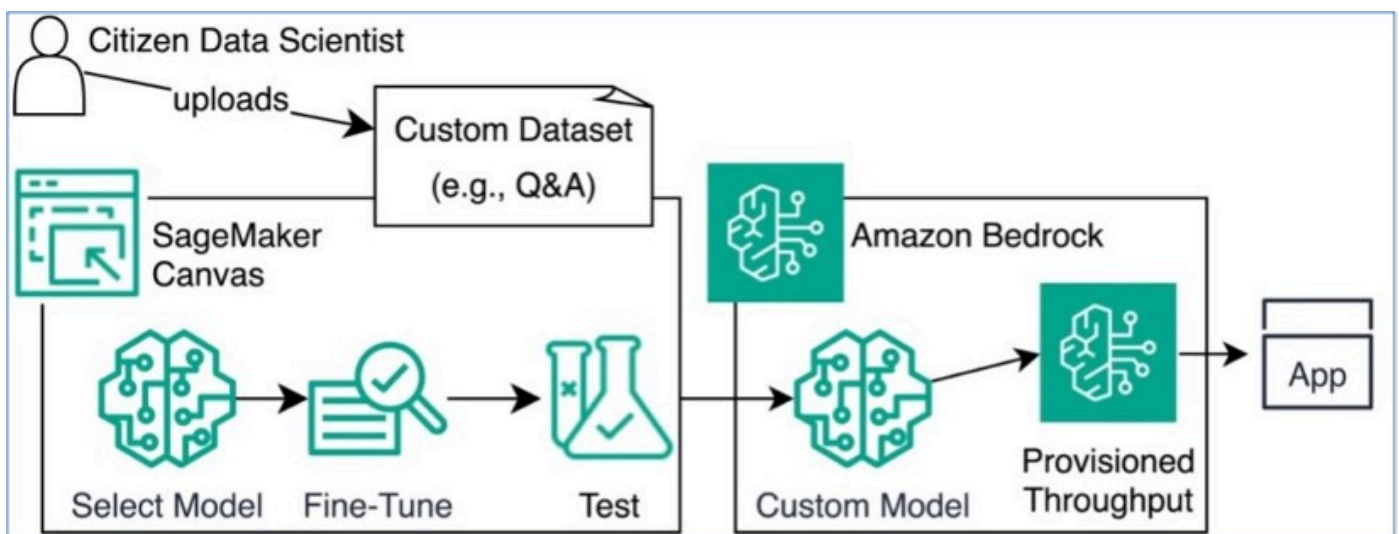 Citizen Data Scientist
uploads
Custom Dataset
(e.g., Q&A)
SageMaker
Canvas
Amazon Bedrock
Select Model
Fine-Tune
Test
Custom Model
Provisioned
Throughput
App